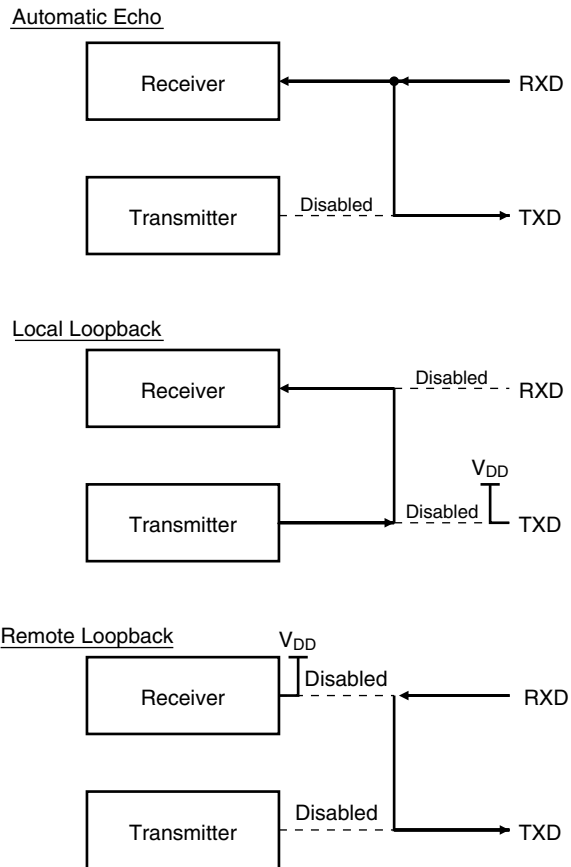 Automatic Echo
Receiver
RXD
Transmitter
Disabled
TXD
Local Loopback
Receiver
Disabled
RXD
VDD
Transmitter
Disabled
TXD
Remote Loopback
VDD
Receiver
Disabled
RXD
Transmitter
Disabled
TXD